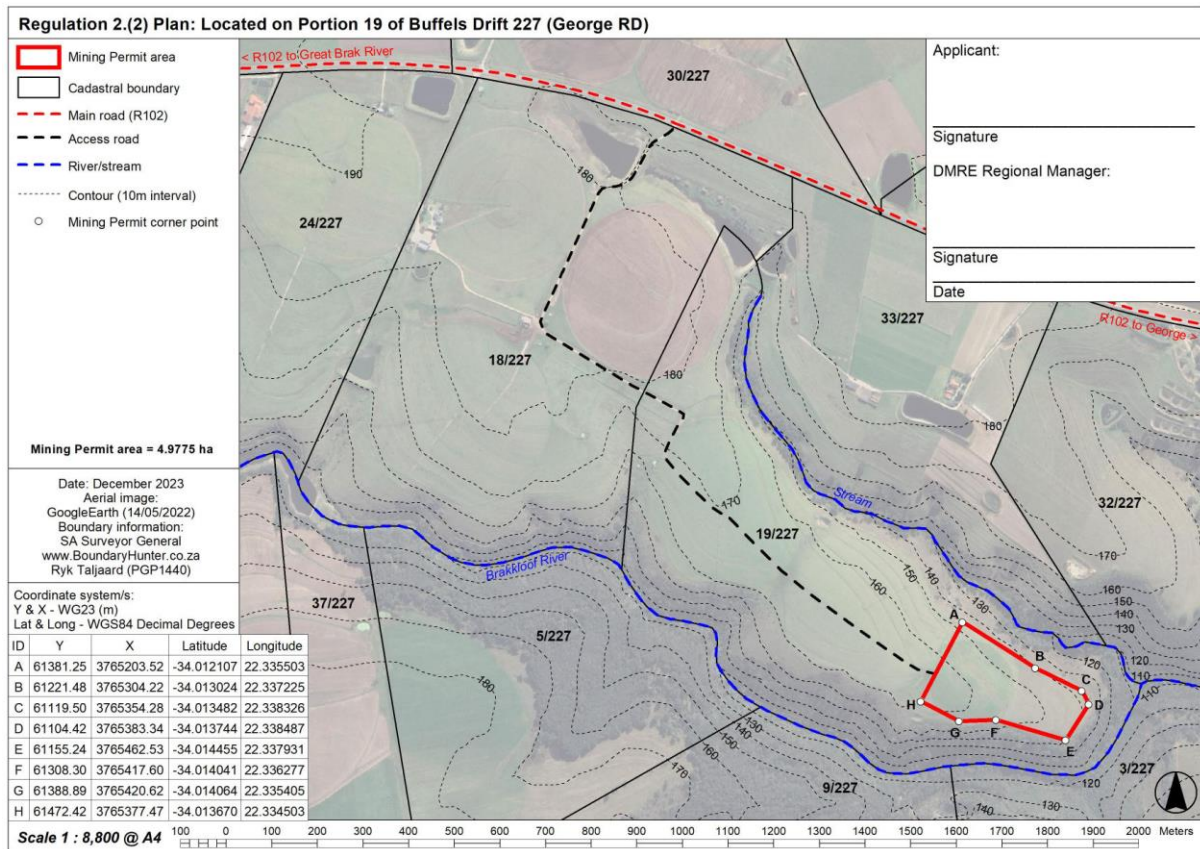 Regulation 2.(2) Plan: Located on Portion 19 of Buffels Drift 227 (George RD)
Mining Permit area
Cadastral boundary
Main road (R102)
Access road
River/stream
Contour (10m interval)
Mining Permit corner point
Mining Permit area = 4.9775 ha
Date: December 2023
Aerial image:
GoogleEarth (14/05/2022)
Boundary information:
SA Surveyor General
www.BoundaryHunter.co.za
Ryk Taljaard (PGP1440)
Coordinate system/s:
Y & X - WG23 (m)
Lat & Long - WGS84 Decimal Degrees
ID Y X Latitude Longitude
A 61381.25 3765203.52 -34.012107 22.335503
B 61221.48 3765304.22 -34.013024 22.337225
C 61119.50 3765354.28 -34.013482 22.338326
D 61104.42 3765383.34 -34.013744 22.338487
E 61155.24 3765462.53 -34.014455 22.337931
F 61308.30 3765417.60 -34.014041 22.336277
G 61388.89 3765420.62 -34.014064 22.335405
H 61472.42 3765377.47 -34.013670 22.334503
Scale 1 : 8,800 @ A4
100 0 100 200 300 400 500 600 700 800 900 1000 1100 1200 1300 1400 1500 1600 1700 1800 1900 2000 Meters
Applicant:
Signature
DMRE Regional Manager:
Signature
Date
< R102 to Great Brak River
30/227
190
180
24/227
33/227
R102 to George >
18/227
180
180
170
Stream
32/227
19/227
170
150
160
140
130
160
150
140
130
Brakkloof River
37/227
5/227
A
B
C
D
E
F
G
H
120
120
110
110
180
130
140
150
160
170
9/227
120
3/227
140
130